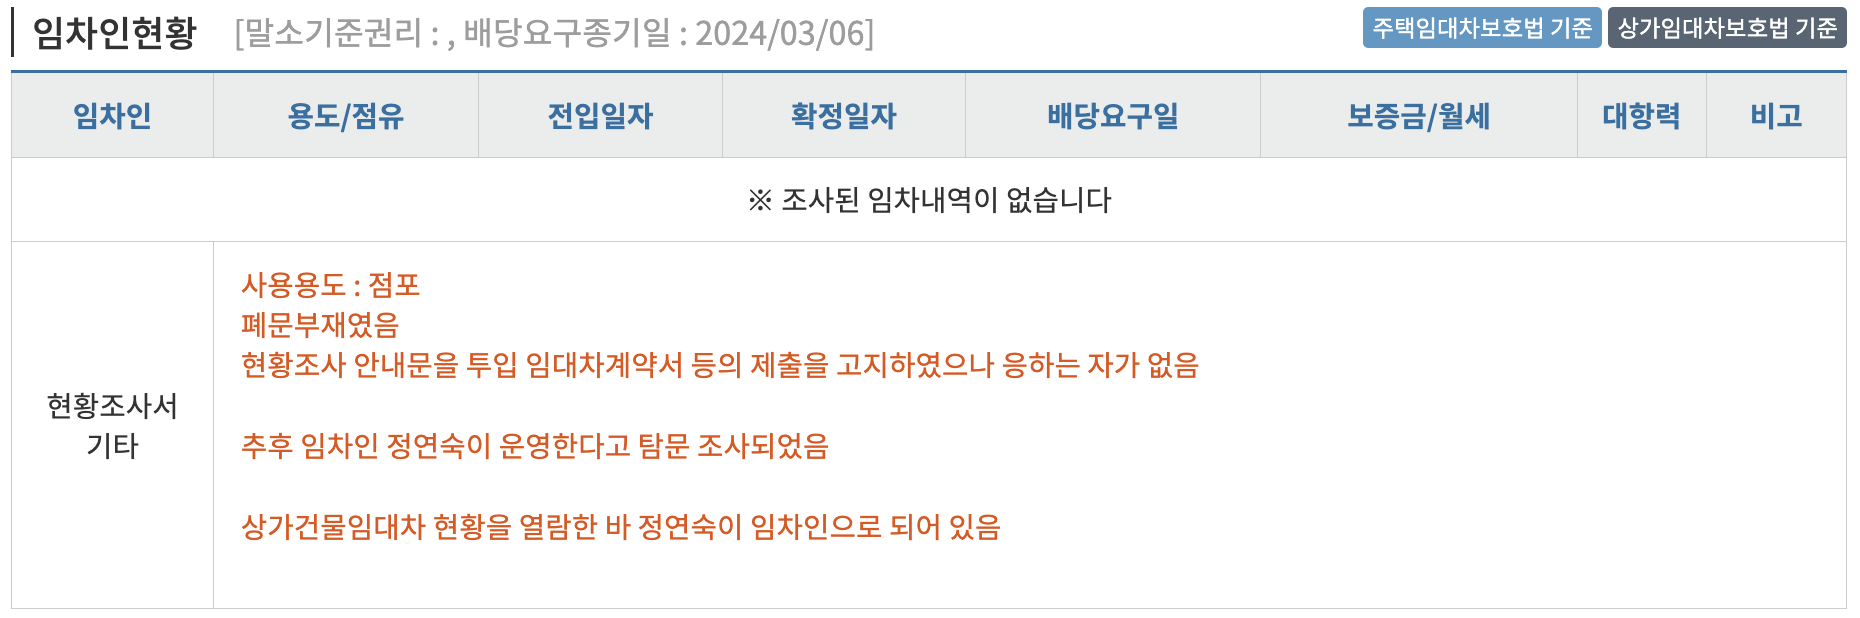 임차인현황 [말소기준권리 : , 배당요구종기일 : 2024/03/06] 주택임대차보호법 기준 상가임대차보호법 기준
임차인 용도/점유 전입일자 확정일자 배당요구일 보증금/월세 대항력 비고
※ 조사된 임차내역이 없습니다
현황조사서
기타
사용용도 : 점포
폐문부재였음
현황조사 안내문을 투입 임대차계약서 등의 제출을 고지하였으나 응하는 자가 없음
추후 임차인 정연숙이 운영한다고 탐문 조사되었음
상가건물임대차 현황을 열람한 바 정연숙이 임차인으로 되어 있음